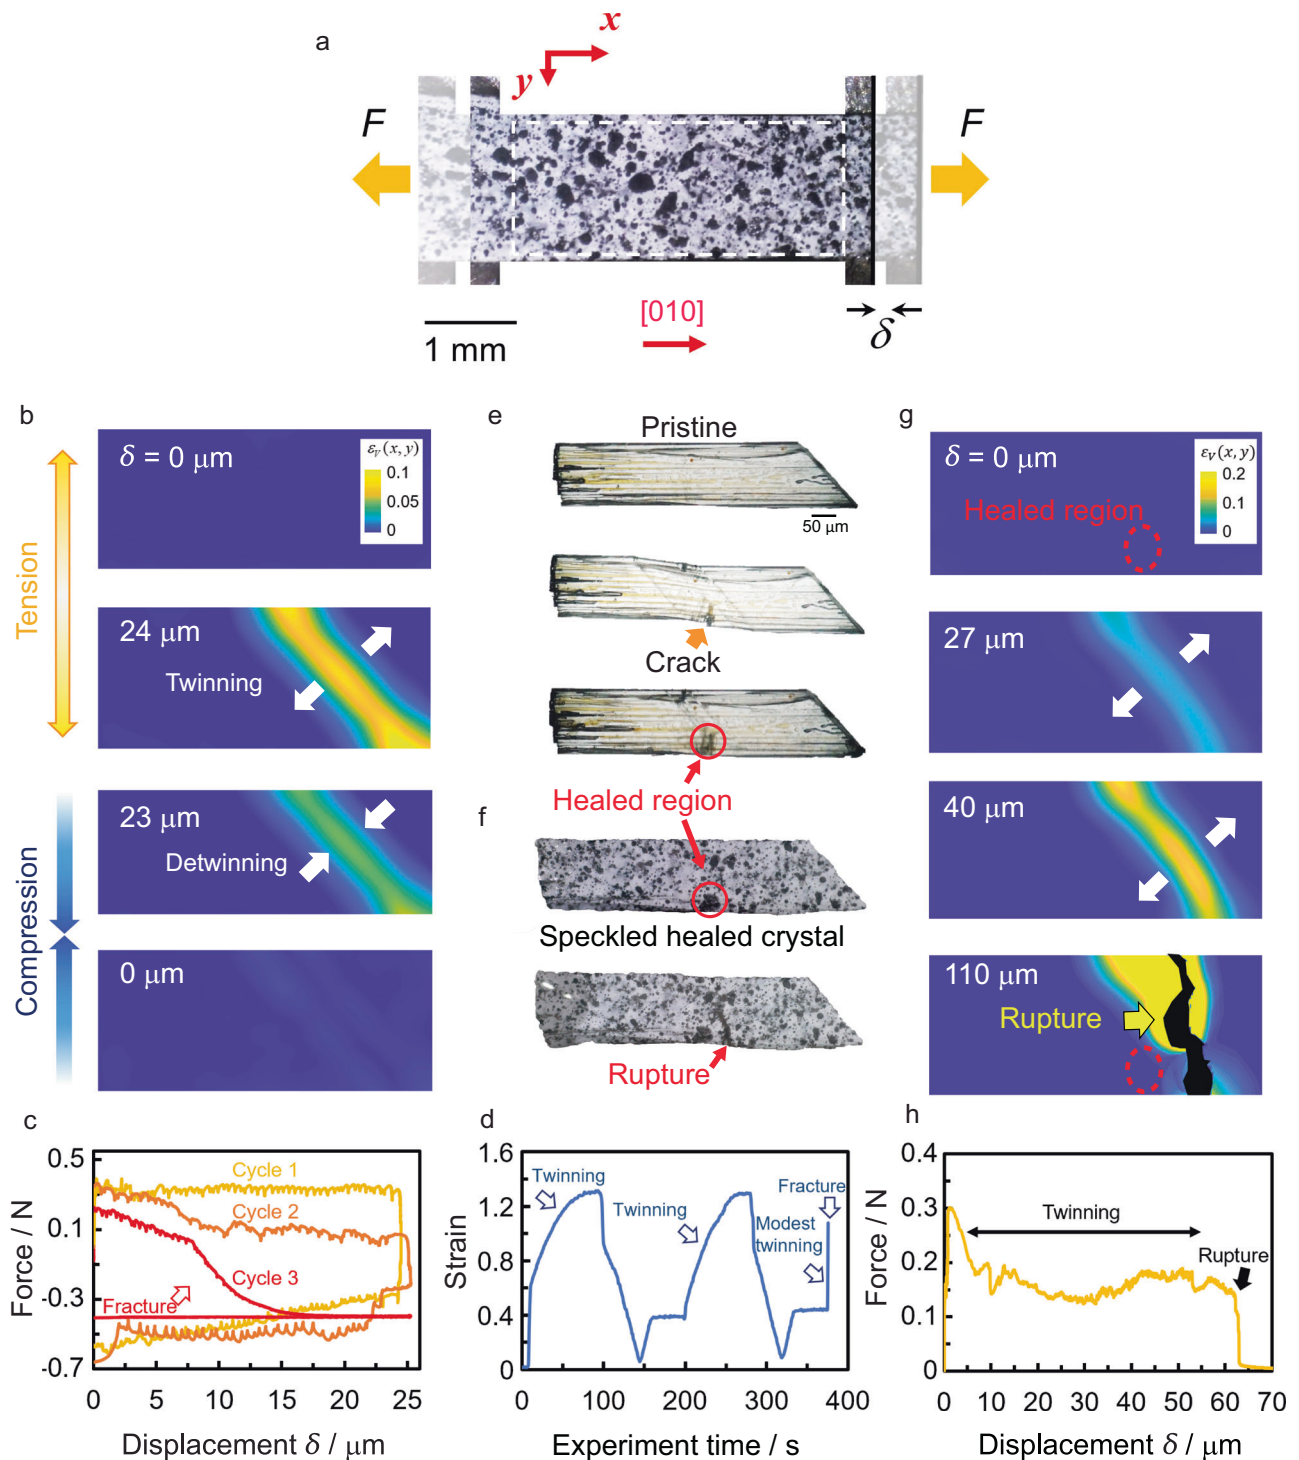 a
x
y
F
F
[010]
1 mm
δ
b
Tension
Compression
δ = 0 μm
εV(x, y)
0.1
0.05
0
24 μm
Twinning
23 μm
Detwinning
0 μm
e
Pristine
50 μm
Crack
Healed region
f
Speckled healed crystal
Rupture
g
δ = 0 μm
εV(x, y)
0.2
0.1
0
Healed region
27 μm
40 μm
110 μm
Rupture
c
Force / N
0.5
0.1
-0.3
-0.7
Cycle 1
Cycle 2
Cycle 3
Fracture
0 5 10 15 20 25
Displacement δ / μm
d
Strain
1.6
1.2
0.8
0.4
0
Twinning
Twinning
Fracture
Modest
twinning
0 100 200 300 400
Experiment time / s
h
Force / N
0.4
0.3
0.2
0.1
0
Twinning
Rupture
0 10 20 30 40 50 60 70
Displacement δ / μm